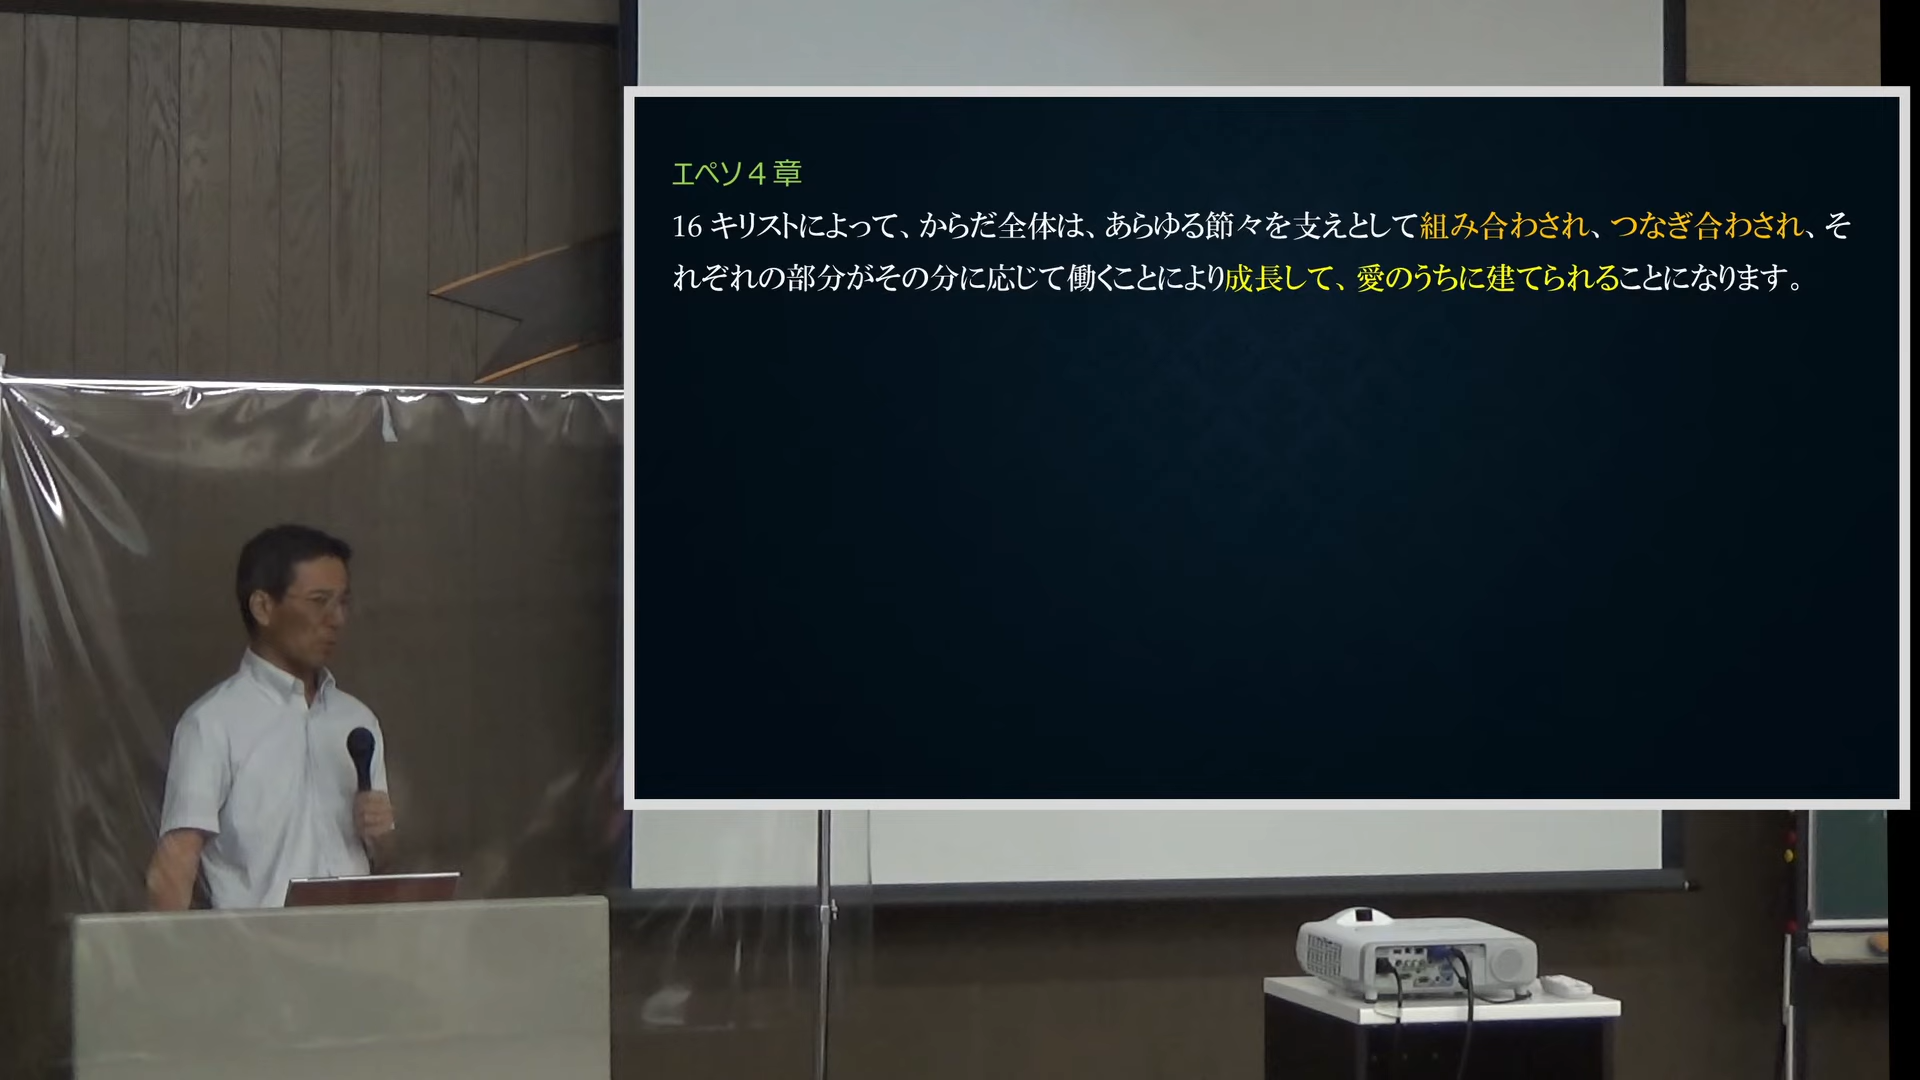 エペソ４章
16 キリストによって、からだ全体は、あらゆる節々を支えとして組み合わされ、つなぎ合わされ、そ
れぞれの部分がその分に応じて働くことにより成長して、愛のうちに建てられることになります。